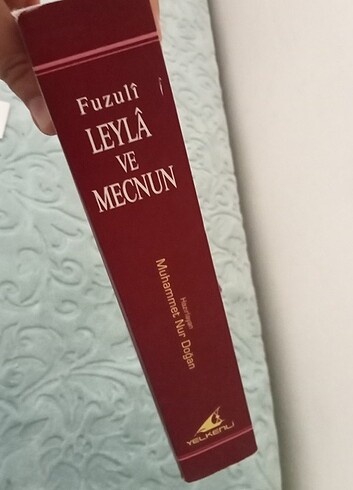 Fuzulî
LEYLÂ
VE
MECNUN
Hazırlayan
Muhammet Nur Doğan
YELKENLİ